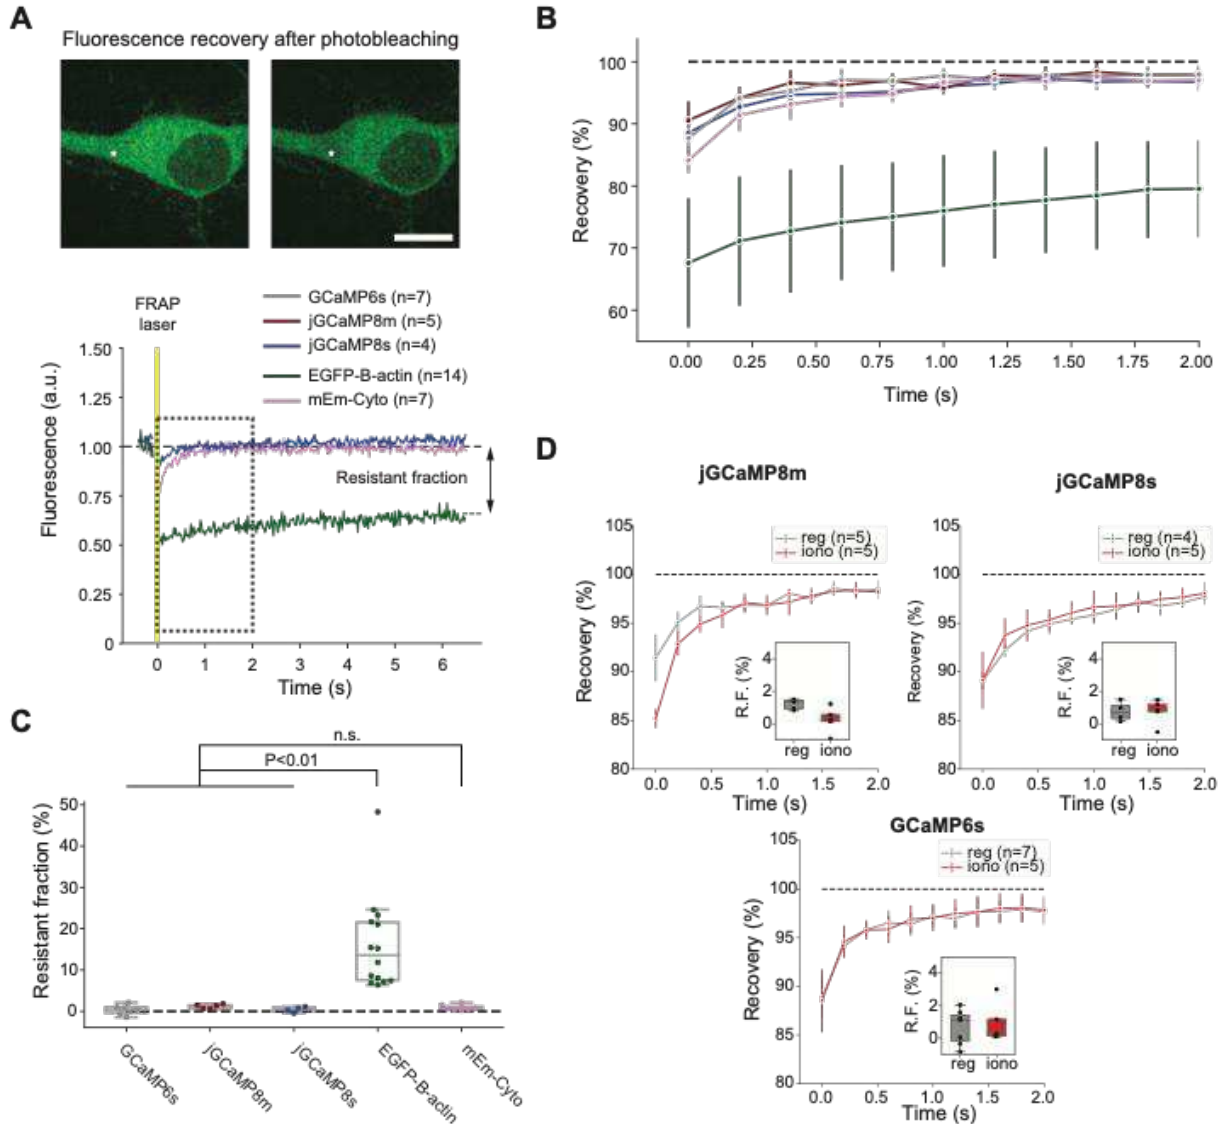 A
Fluorescence recovery after photobleaching
FRAP
laser
GCaMP6s (n=7)
jGCaMP8m (n=5)
jGCaMP8s (n=4)
EGFP-B-actin (n=14)
mEm-Cyto (n=7)
Fluorescence (a.u.)
1.50
1.25
1.00
0.75
0.50
0.25
0
Resistant fraction
0 1 2 3 4 5 6
Time (s)
B
Recovery (%)
100
90
80
70
60
0.00 0.25 0.50 0.75 1.00 1.25 1.50 1.75 2.00
Time (s)
C
n.s.
P<0.01
Resistant fraction (%)
50
40
30
20
10
0
GCaMP6s
jGCaMP8m
jGCaMP8s
EGFP-B-actin
mEm-Cyto
D
jGCaMP8m
reg (n=5)
iono (n=5)
Recovery (%)
105
100
95
90
85
80
R.F. (%)
4
2
0
reg iono
0.0 0.5 1.0 1.5 2.0
Time (s)
jGCaMP8s
reg (n=4)
iono (n=5)
Recovery (%)
105
100
95
90
85
80
R.F. (%)
4
2
0
reg iono
0.0 0.5 1.0 1.5 2.0
Time (s)
GCaMP6s
reg (n=7)
iono (n=5)
Recovery (%)
105
100
95
90
85
80
R.F. (%)
4
2
0
reg iono
0.0 0.5 1.0 1.5 2.0
Time (s)